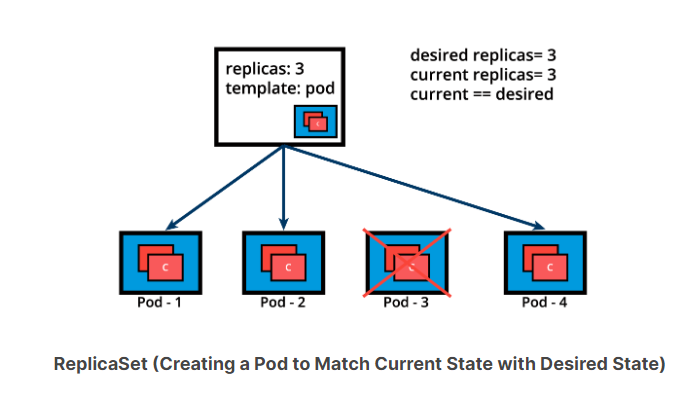 replicas: 3
template: pod
C
desired replicas= 3
current replicas= 3
current == desired
C
C
C
C
Pod - 1
Pod - 2
Pod - 3
Pod - 4
ReplicaSet (Creating a Pod to Match Current State with Desired State)